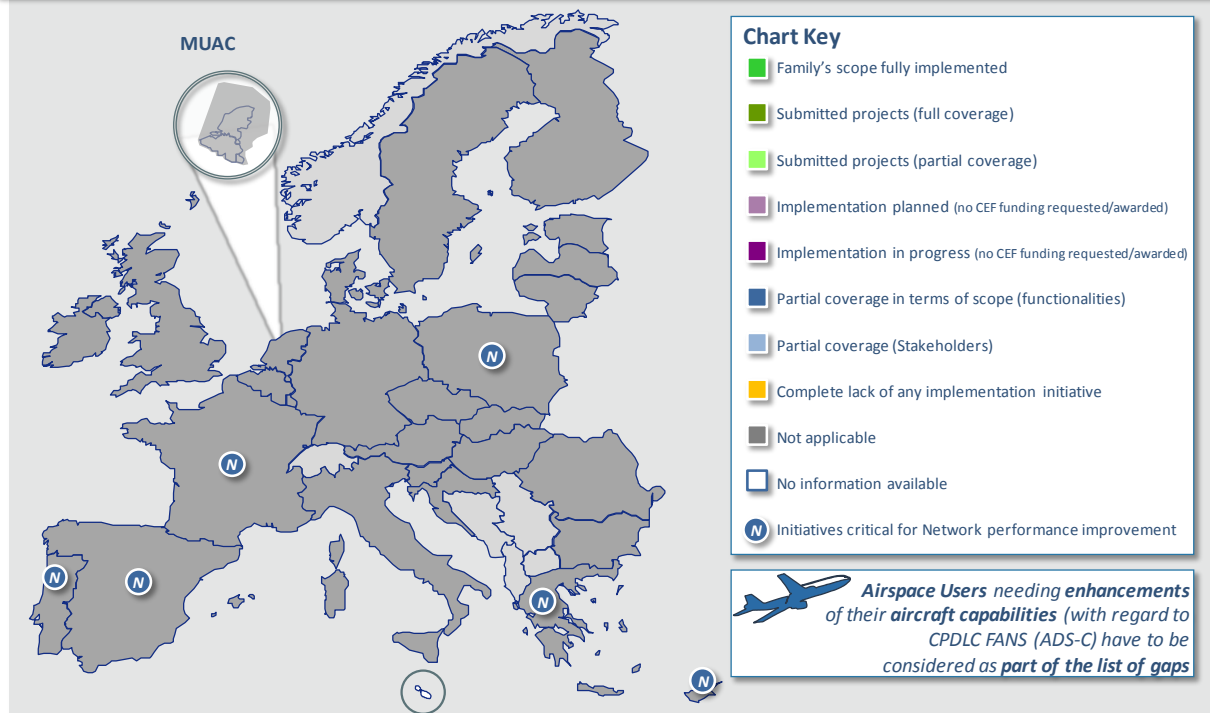 MUAC
N
N
N
N
N
N
Chart Key
Family's scope fully implemented
Submitted projects (full coverage)
Submitted projects (partial coverage)
Implementation planned (no CEF funding requested/awarded)
Implementation in progress (no CEF funding requested/awarded)
Partial coverage in terms of scope (functionalities)
Partial coverage (Stakeholders)
Complete lack of any implementation initiative
Not applicable
No information available
N Initiatives critical for Network performance improvement
Airspace Users needing enhancements
of their aircraft capabilities (with regard to
CPDLC FANS (ADS-C) have to be
considered as part of the list of gaps